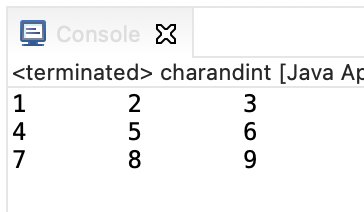 Console
<terminated> charandint [Java Ap
1 2 3
4 5 6
7 8 9